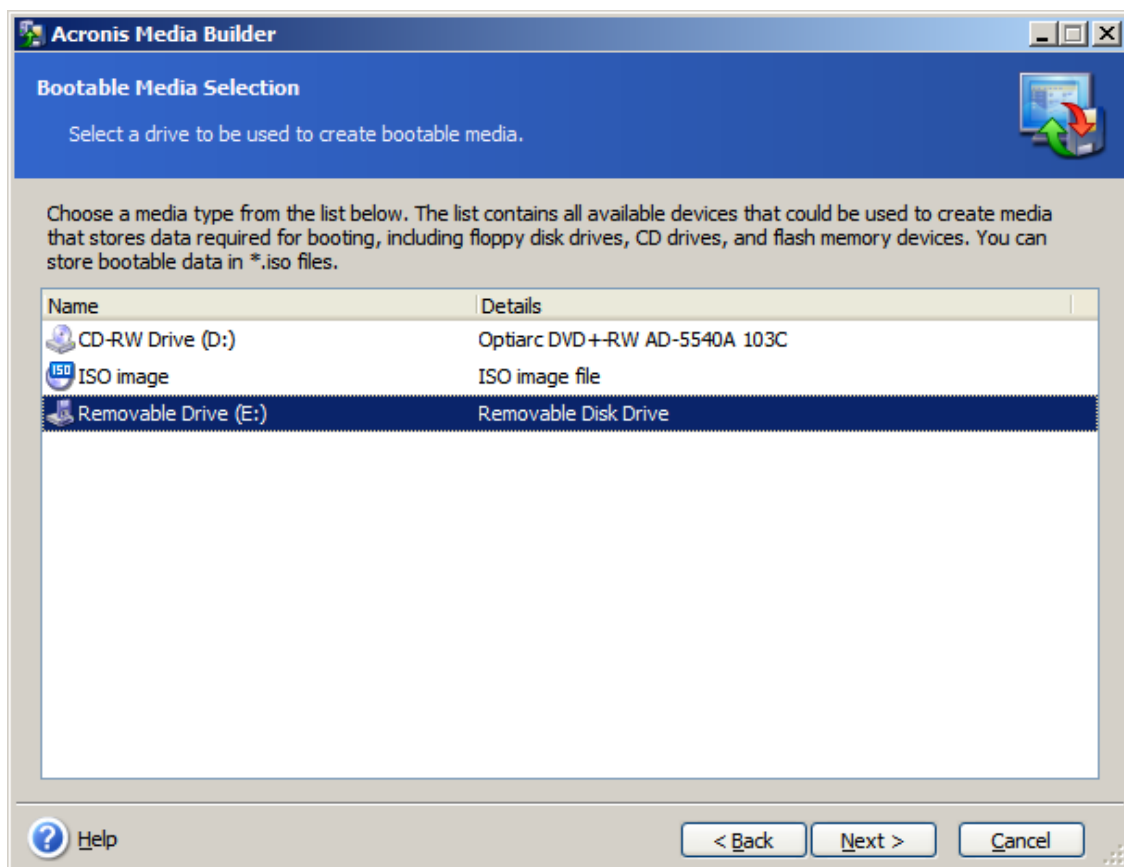 Acronis Media Builder
Bootable Media Selection
Select a drive to be used to create bootable media.
Choose a media type from the list below. The list contains all available devices that could be used to create media
that stores data required for booting, including floppy disk drives, CD drives, and flash memory devices. You can
store bootable data in *.iso files.
Name Details
CD-RW Drive (D:) Optiarc DVD+-RW AD-5540A 103C
ISO ISO image ISO image file
Removable Drive (E:) Removable Disk Drive
? Help < Back Next > Cancel